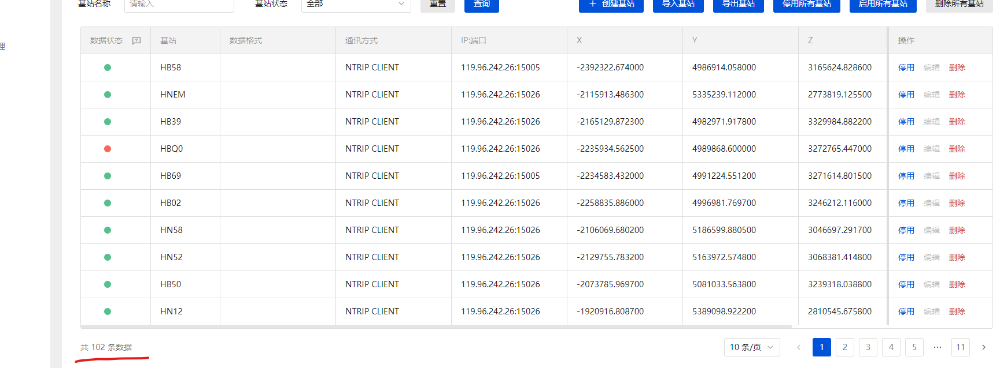 基站名称 请输入 基站状态 全部 重置 查询 + 创建基站 导入基站 导出基站 停用所有基站 启用所有基站 删除所有基站
理
数据状态 基站 数据格式 通讯方式 IP:端口 X Y Z 操作
HB58 NTRIP CLIENT 119.96.242.26:15005 -2392322.674000 4986914.058000 3165624.828600 停用 编辑 删除
HNEM NTRIP CLIENT 119.96.242.26:15026 -2115913.486300 5335239.112000 2773819.125500 停用 编辑 删除
HB39 NTRIP CLIENT 119.96.242.26:15026 -2165129.872300 4982971.917800 3329984.882200 停用 编辑 删除
HBQ0 NTRIP CLIENT 119.96.242.26:15026 -2235934.562500 4989868.600000 3272765.447000 停用 编辑 删除
HB69 NTRIP CLIENT 119.96.242.26:15005 -2234583.432000 4991224.551200 3271614.801500 停用 编辑 删除
HB02 NTRIP CLIENT 119.96.242.26:15026 -2258835.886000 4996981.769700 3246212.116000 停用 编辑 删除
HN58 NTRIP CLIENT 119.96.242.26:15026 -2106069.680200 5186599.880500 3046697.291700 停用 编辑 删除
HN52 NTRIP CLIENT 119.96.242.26:15026 -2129755.783200 5163972.574800 3068381.414800 停用 编辑 删除
HB50 NTRIP CLIENT 119.96.242.26:15026 -2073785.969700 5081033.563800 3239318.038800 停用 编辑 删除
HN12 NTRIP CLIENT 119.96.242.26:15026 -1920916.808700 5389098.922200 2810545.675800 停用 编辑 删除
共 102 条数据 10 条/页 1 2 3 4 5 ··· 11